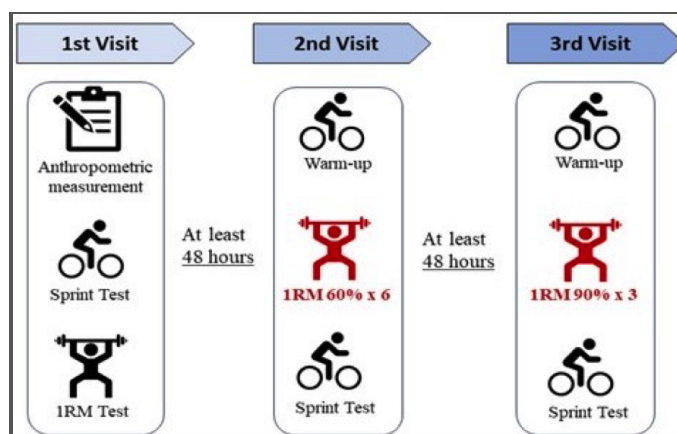 1st Visit
Anthropometric
measurement
Sprint Test
1RM Test
At least
48 hours
2nd Visit
Warm-up
1RM 60% x 6
Sprint Test
At least
48 hours
3rd Visit
Warm-up
1RM 90% x 3
Sprint Test